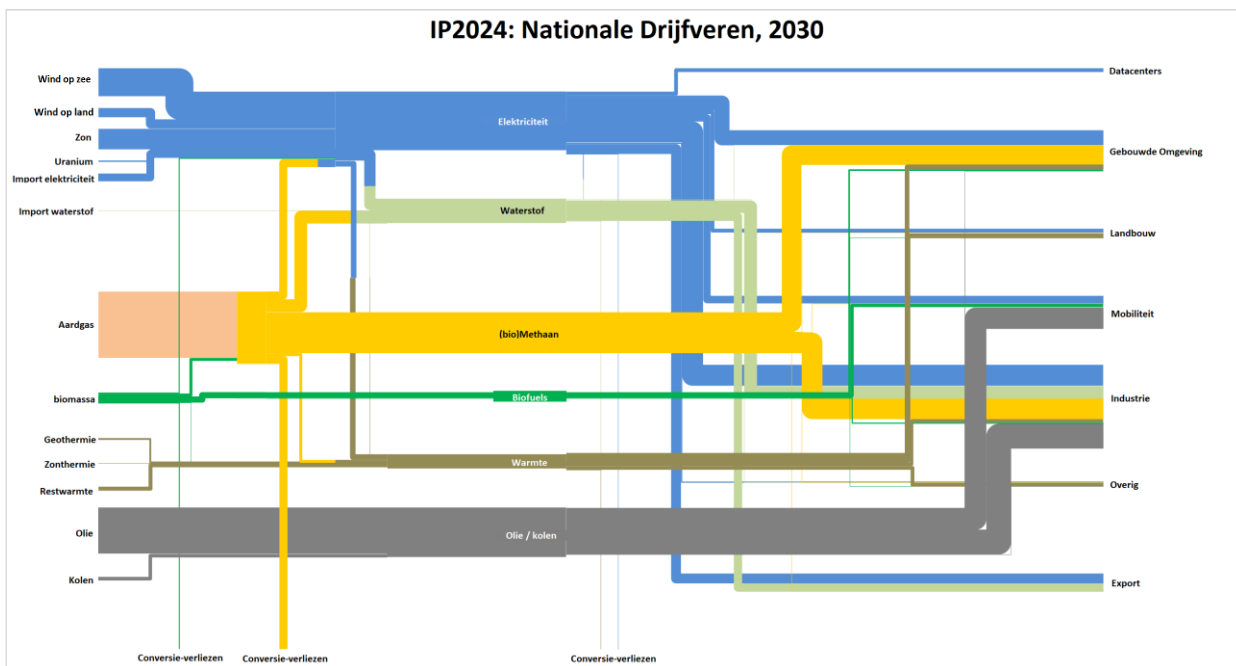 IP2024: Nationale Drijfveren, 2030
Wind op zee
Datacenters
Wind op land
Elektriciteit
Zon
Gebouwde Omgeving
Uranium
Import elektriciteit
Import waterstof
Waterstof
Landbouw
Aardgas
(bio)Methaan
Mobiliteit
biomassa
Biofuels
Industrie
Geothermie
Zonthermie
Warmte
Restwarmte
Overig
Olie
Olie / kolen
Kolen
Export
Conversie-verliezen
Conversie-verliezen
Conversie-verliezen